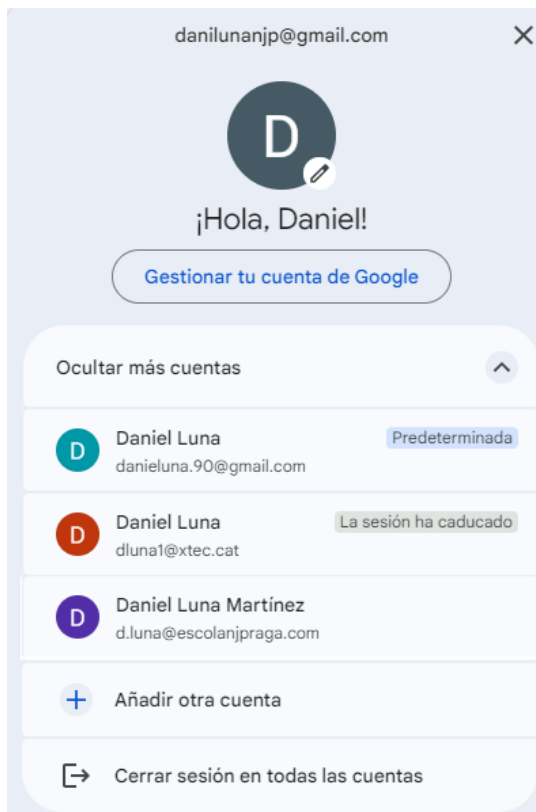 danilunanjp@gmail.com
D
¡Hola, Daniel!
Gestionar tu cuenta de Google
Ocultar más cuentas
D
Daniel Luna
Predeterminada
danieluna.90@gmail.com
D
Daniel Luna
La sesión ha caducado
dluna1@xtec.cat
D
Daniel Luna Martínez
d.luna@escolanjpraga.com
Añadir otra cuenta
Cerrar sesión en todas las cuentas